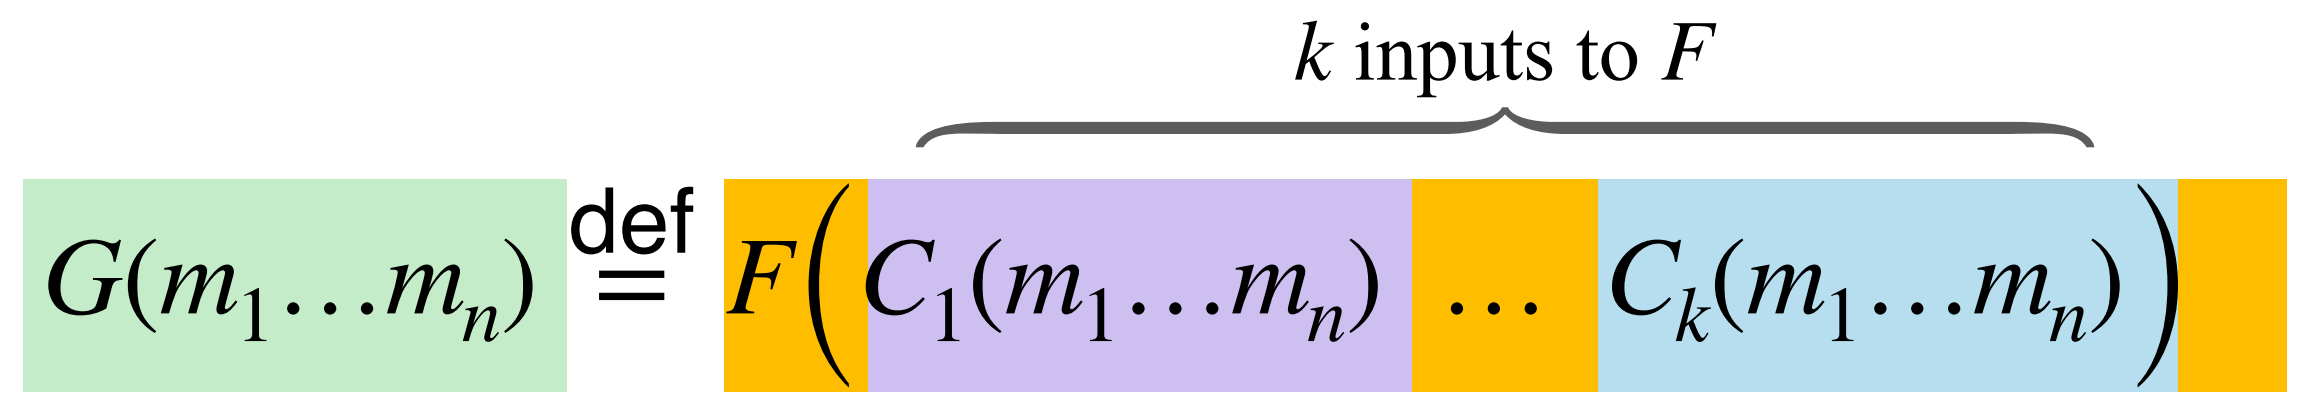 k inputs to F
G(m₁…mₙ) def= F(C₁(m₁…mₙ) … Cₖ(m₁…mₙ))